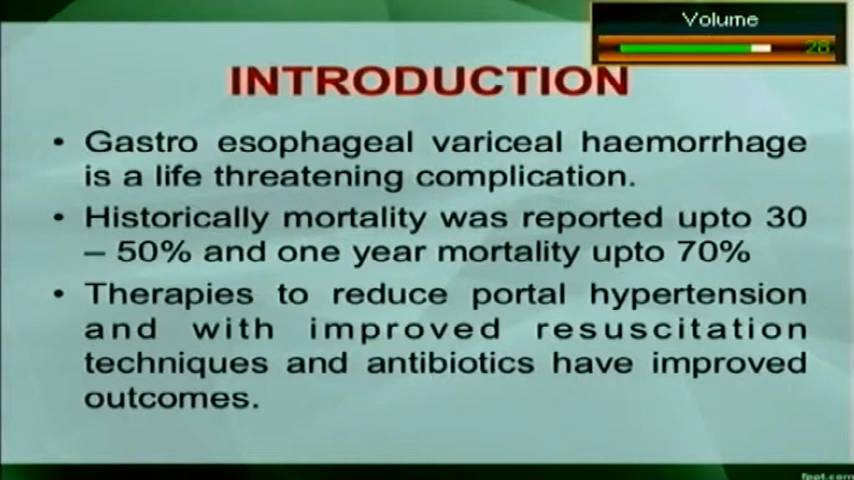 Volume
28
INTRODUCTION
• Gastro esophageal variceal haemorrhage
is a life threatening complication.
• Historically mortality was reported upto 30
– 50% and one year mortality upto 70%
• Therapies to reduce portal hypertension
and with improved resuscitation
techniques and antibiotics have improved
outcomes.
fppt.com